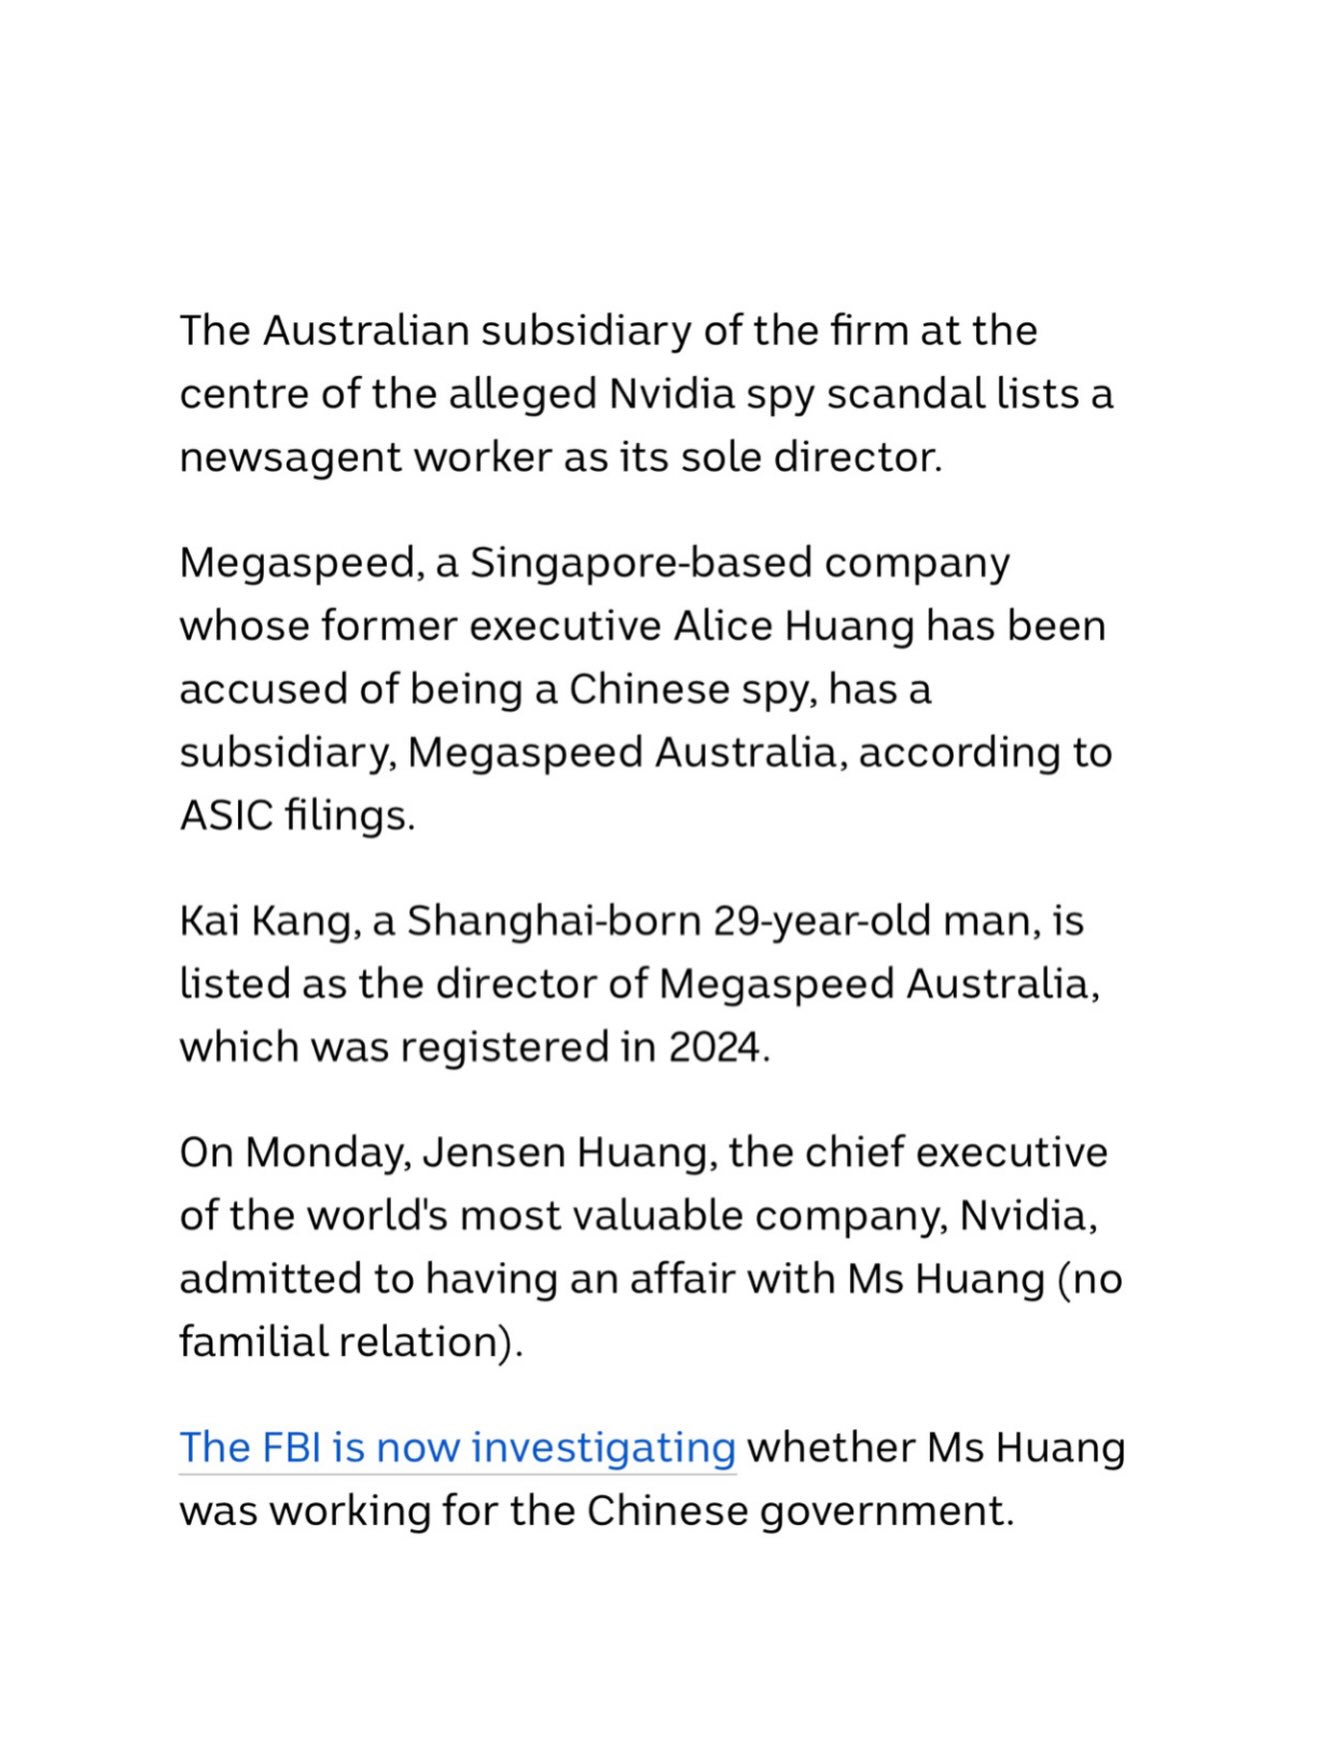 The Australian subsidiary of the firm at the
centre of the alleged Nvidia spy scandal lists a
newsagent worker as its sole director.
Megaspeed, a Singapore-based company
whose former executive Alice Huang has been
accused of being a Chinese spy, has a
subsidiary, Megaspeed Australia, according to
ASIC filings.
Kai Kang, a Shanghai-born 29-year-old man, is
listed as the director of Megaspeed Australia,
which was registered in 2024.
On Monday, Jensen Huang, the chief executive
of the world's most valuable company, Nvidia,
admitted to having an affair with Ms Huang (no
familial relation).
The FBI is now investigating whether Ms Huang
was working for the Chinese government.